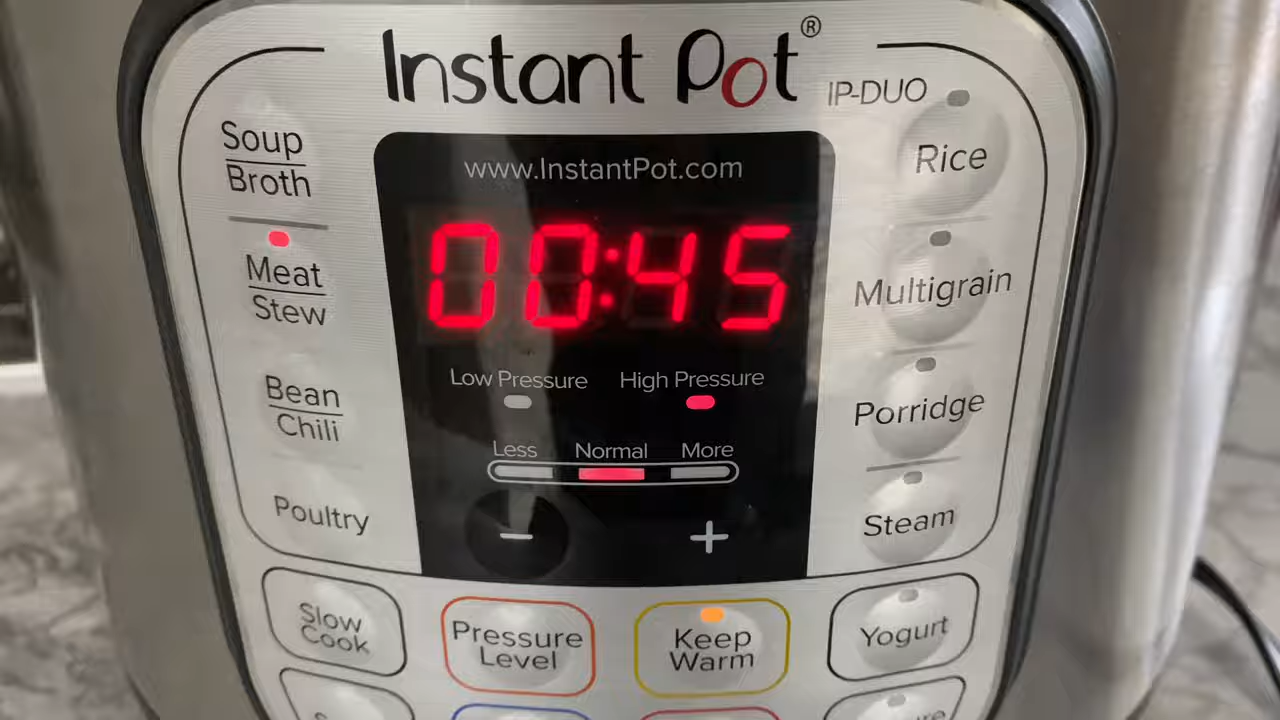 Instant Pot®
IP-DUO
www.InstantPot.com
00:45
Low Pressure
High Pressure
Less
Normal
More
−
+
Soup
Broth
Meat
Stew
Bean
Chili
Poultry
Slow
Cook
Pressure
Level
Keep
Warm
Rice
Multigrain
Porridge
Steam
Yogurt